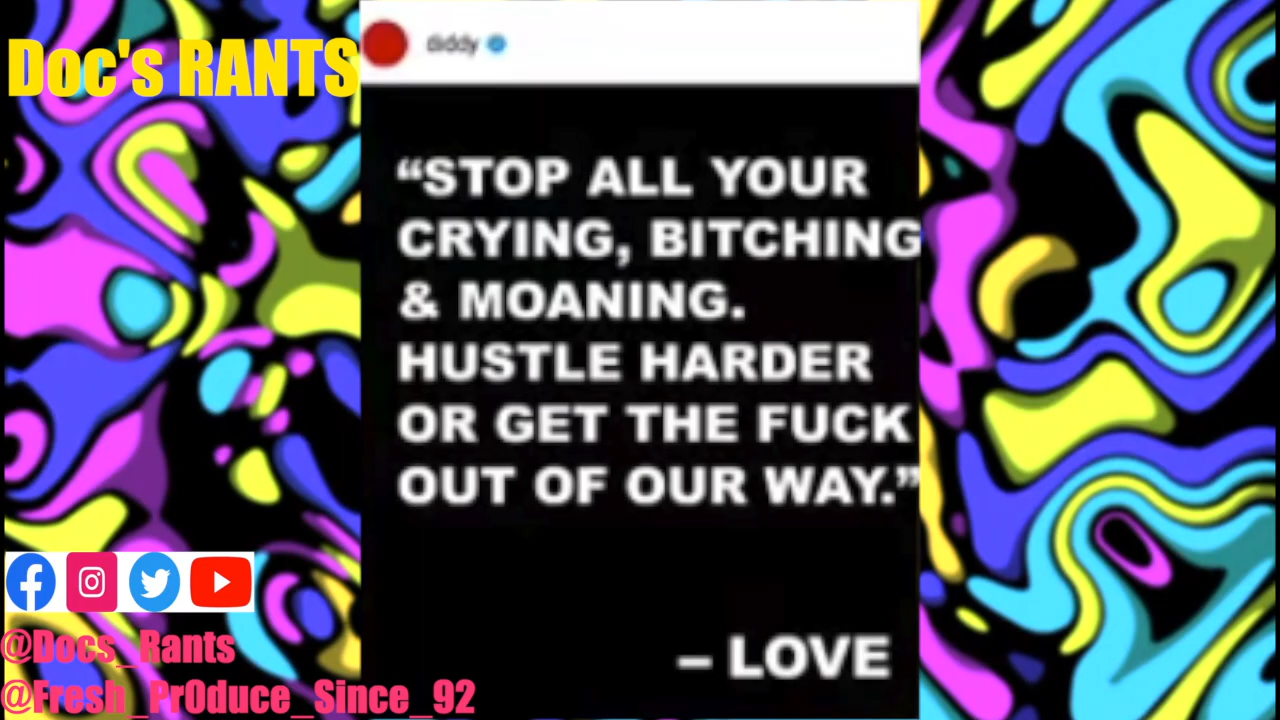 Doc's RANTS
diddy
“STOP ALL YOUR
CRYING, BITCHING
& MOANING.
HUSTLE HARDER
OR GET THE FUCK
OUT OF OUR WAY.”
– LOVE
@Docs_Rants
@Fresh_Pr0duce_Since_92